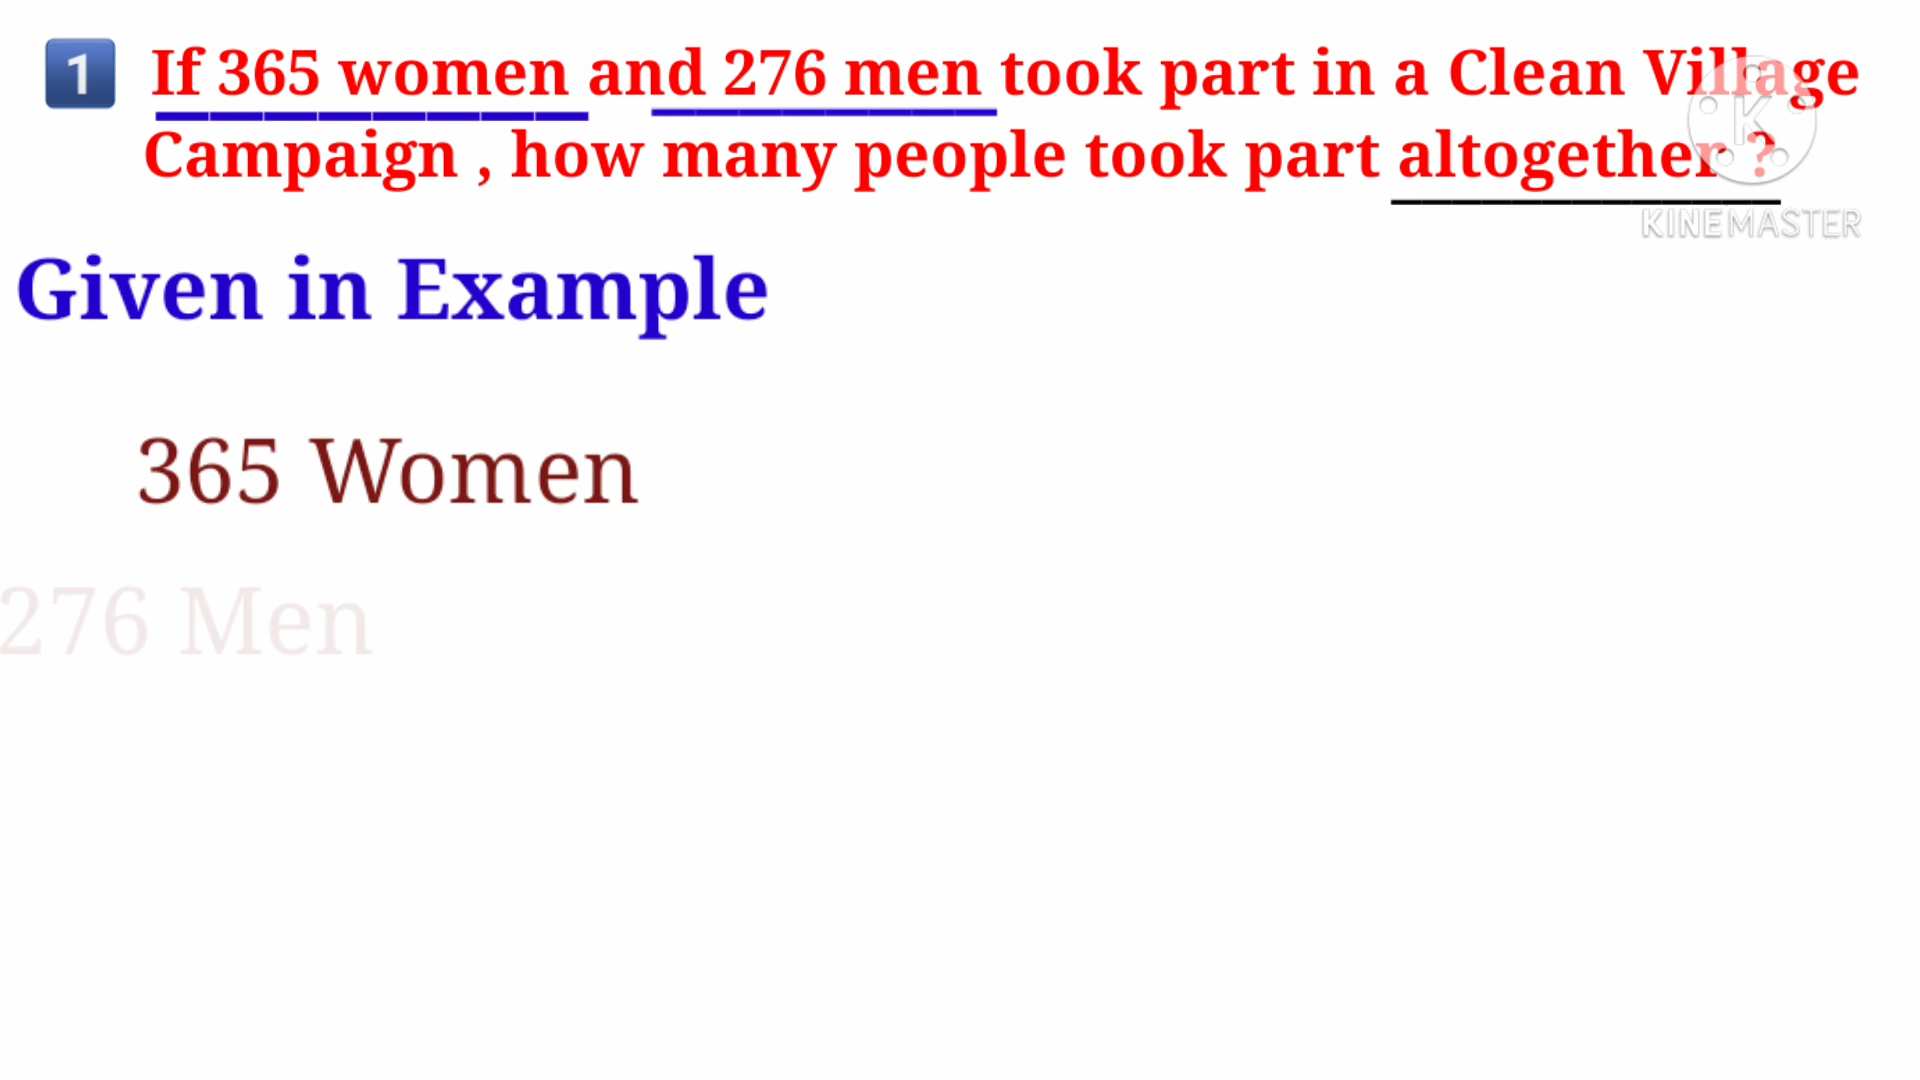 1 If 365 women and 276 men took part in a Clean Village
Campaign , how many people took part altogether ?
KINEMASTER
Given in Example
365 Women
276 Men